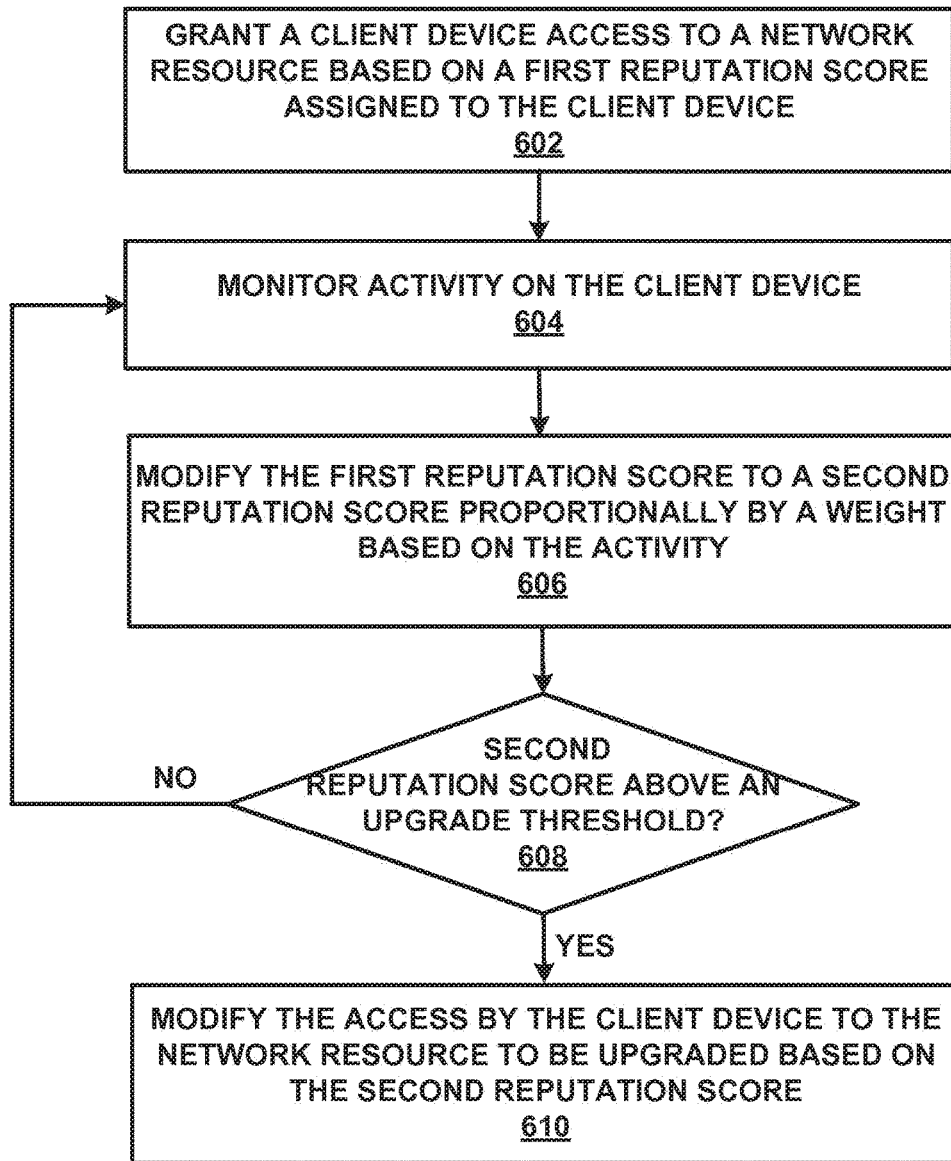 GRANT A CLIENT DEVICE ACCESS TO A NETWORK
RESOURCE BASED ON A FIRST REPUTATION SCORE
ASSIGNED TO THE CLIENT DEVICE
602
MONITOR ACTIVITY ON THE CLIENT DEVICE
604
MODIFY THE FIRST REPUTATION SCORE TO A SECOND
REPUTATION SCORE PROPORTIONALLY BY A WEIGHT
BASED ON THE ACTIVITY
606
SECOND
REPUTATION SCORE ABOVE AN
UPGRADE THRESHOLD?
608
NO
YES
MODIFY THE ACCESS BY THE CLIENT DEVICE TO THE
NETWORK RESOURCE TO BE UPGRADED BASED ON
THE SECOND REPUTATION SCORE
610